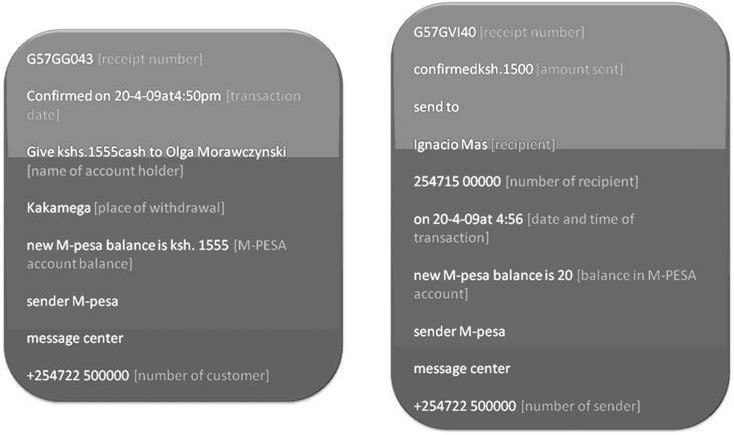 G57GG043 [receipt number]
Confirmed on 20-4-09at4:50pm [transaction
date]
Give kshs.1555cash to Olga Morawczynski
[name of account holder]
Kakamega [place of withdrawal]
new M-pesa balance is ksh. 1555 [M-PESA
account balance]
sender M-pesa
message center
+254722 500000 [number of customer]
G57GVI40 [receipt number]
confirmedksh.1500 [amount sent]
send to
Ignacio Mas [recipient]
254715 00000 [number of recipient]
on 20-4-09at 4:56 [date and time of
transaction]
new M-pesa balance is 20 [balance in M-PESA
account]
sender M-pesa
message center
+254722 500000 [number of sender]